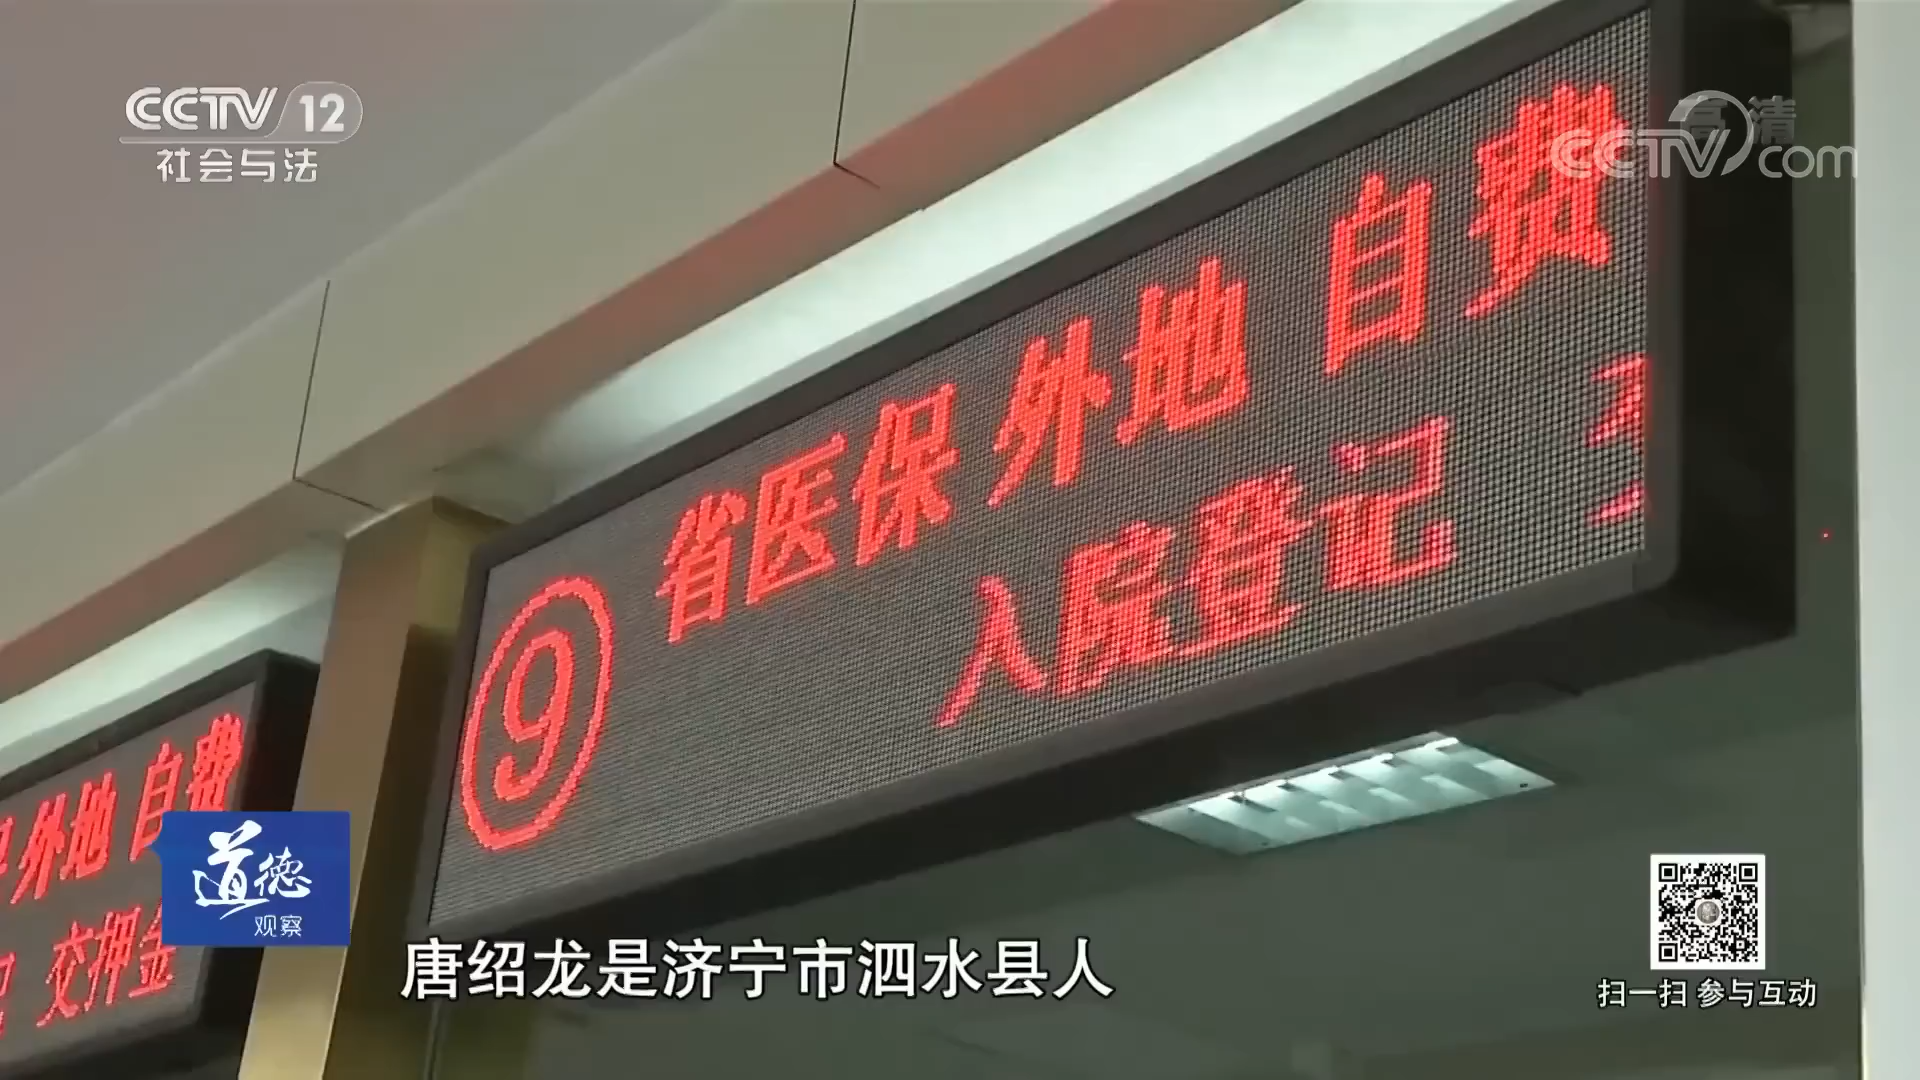 CCTV 12
社会与法
高清
CCTV com
省医保 外地 自费
⑨ 入院登记
外地 自费
交押金
道德
观察
唐绍龙是济宁市泗水县人
扫一扫 参与互动